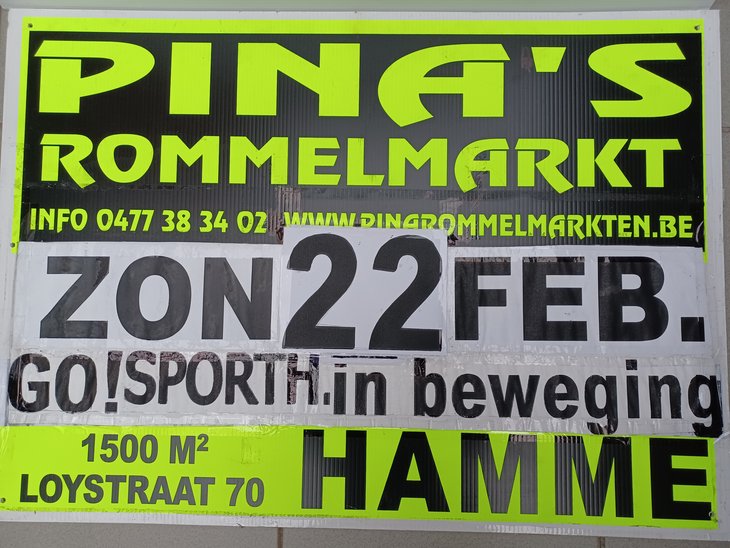 PINA'S
ROMMELMARKT
INFO 0477 38 34 02 WWW.PINAROMMELMARKTEN.BE
ZON 22 FEB.
GO! SPORTH. in beweging
1500 M²
LOYSTRAAT 70
HAMME